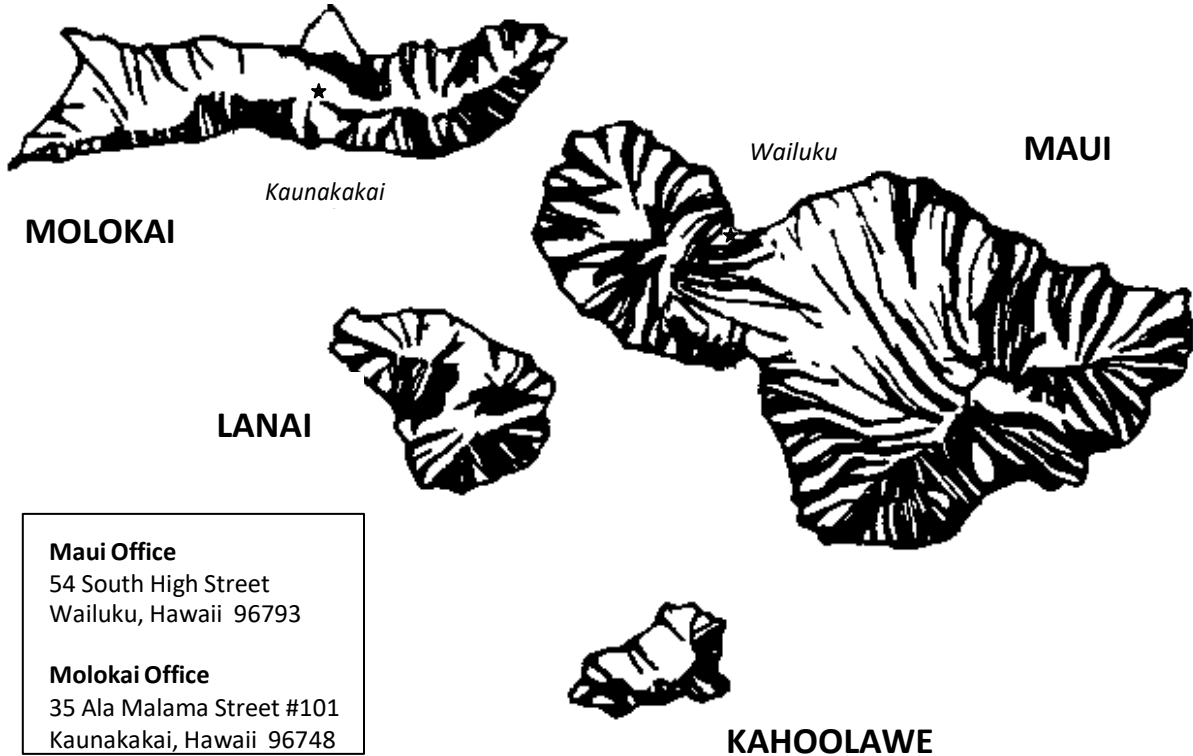 Wailuku
MAUI
Kaunakakai
MOLOKAI
LANAI
Maui Office
54 South High Street
Wailuku, Hawaii 96793
Molokai Office
35 Ala Malama Street #101
Kaunakakai, Hawaii 96748
KAHOOLAWE